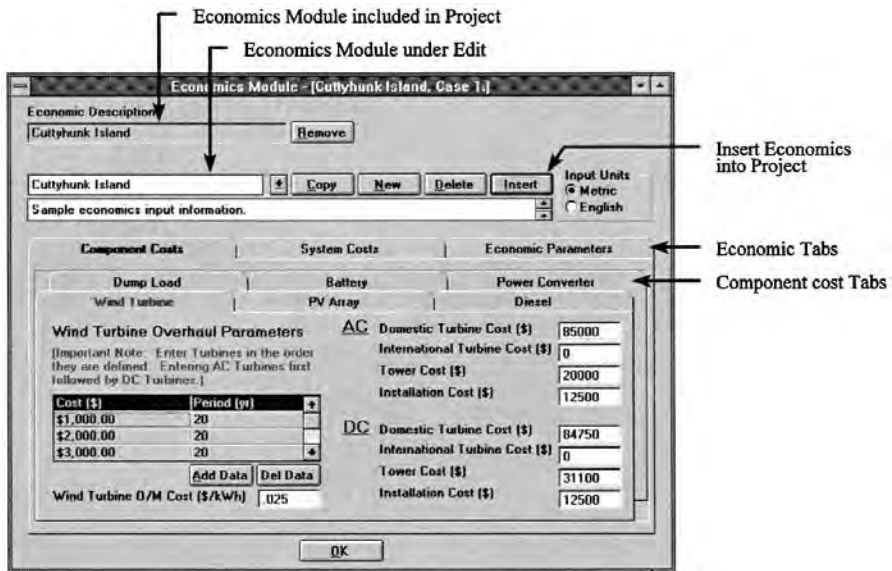 Economics Module included in Project
Economics Module under Edit
Economics Module - [Cuttyhunk Island, Case 1.]
Economic Description
Cuttyhunk Island
Remove
Insert Economics
into Project
Cuttyhunk Island
Copy
New
Delete
Insert
Input Units
Metric
English
Sample economics input information.
Component Costs
System Costs
Economic Parameters
Economic Tabs
Dump Load
Battery
Power Converter
Component cost Tabs
Wind Turbine
PV Array
Diesel
Wind Turbine Overhaul Parameters
[Important Note: Enter Turbines in the order
they are defined. Entering AC Turbines first
followed by DC Turbines.]
Cost ($) Period (yr)
$1,000.00 20
$2,000.00 20
$3,000.00 20
Add Data
Del Data
Wind Turbine O/M Cost ($/kWh) .025
AC
Domestic Turbine Cost ($) 85000
International Turbine Cost ($) 0
Tower Cost ($) 20000
Installation Cost ($) 12500
DC
Domestic Turbine Cost ($) 84750
International Turbine Cost ($) 0
Tower Cost ($) 31100
Installation Cost ($) 12500
OK